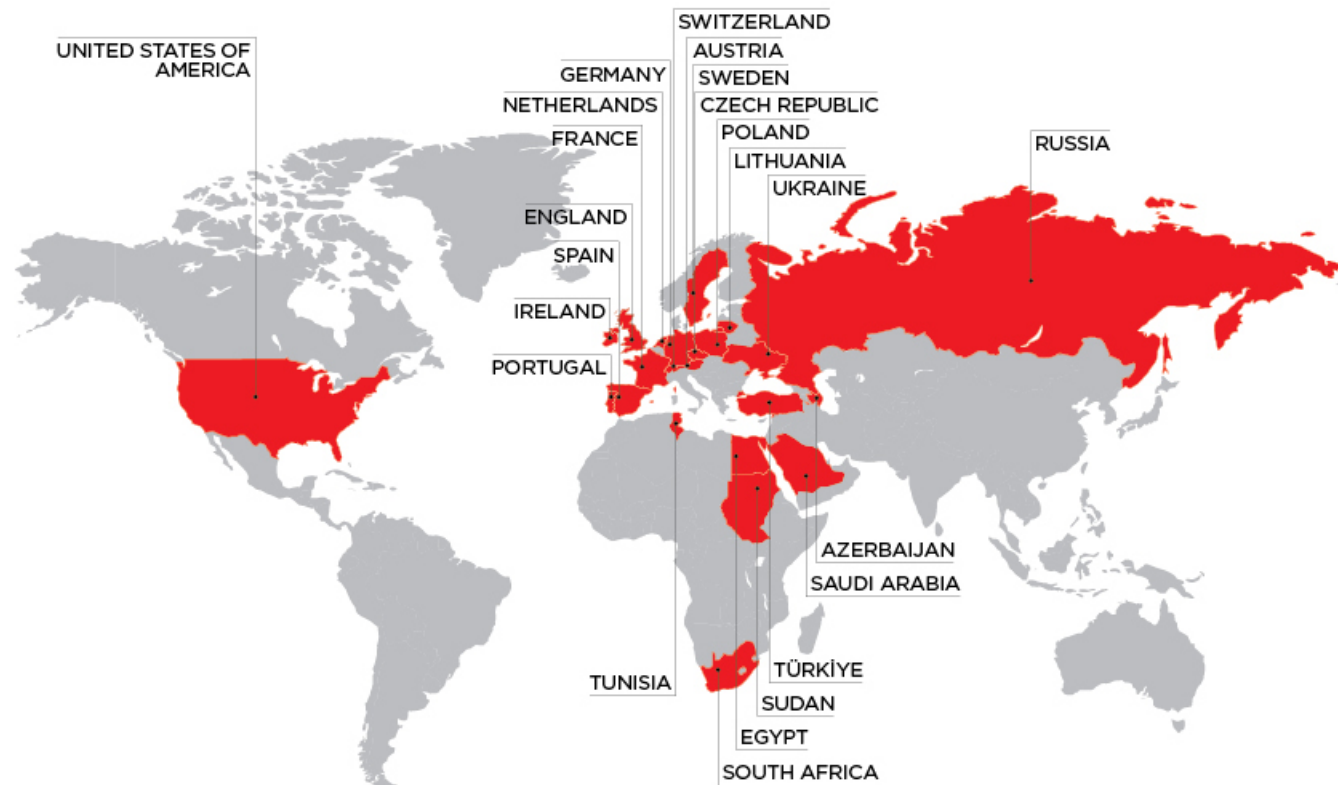 SWITZERLAND
UNITED STATES OF
AMERICA
AUSTRIA
GERMANY
SWEDEN
NETHERLANDS
CZECH REPUBLIC
FRANCE
POLAND
RUSSIA
LITHUANIA
UKRAINE
ENGLAND
SPAIN
IRELAND
PORTUGAL
AZERBAIJAN
SAUDI ARABIA
TÜRKİYE
TUNISIA
SUDAN
EGYPT
SOUTH AFRICA